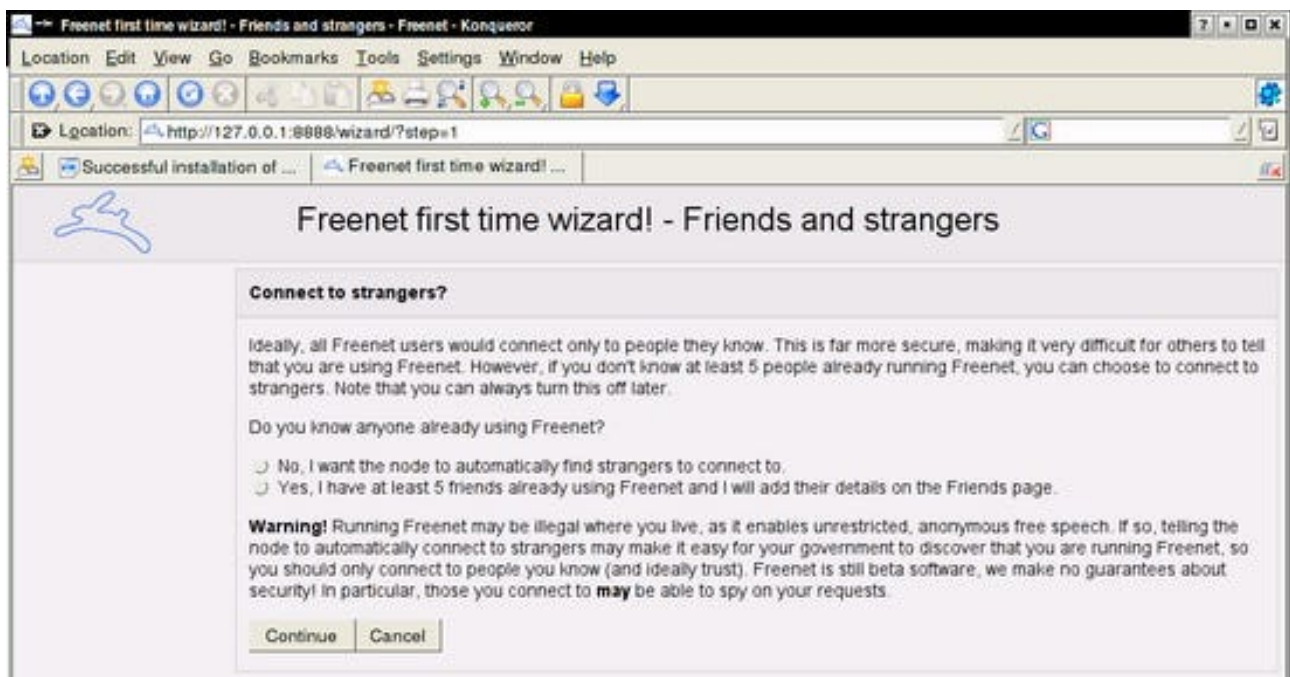 Freenet first time wizard! - Friends and strangers - Freenet - Konqueror
Location Edit View Go Bookmarks Tools Settings Window Help
Location: http://127.0.0.1:8888/wizard/?step=1
Successful installation of ... Freenet first time wizard! ...
Freenet first time wizard! - Friends and strangers
Connect to strangers?
Ideally, all Freenet users would connect only to people they know. This is far more secure, making it very difficult for others to tell
that you are using Freenet. However, if you don't know at least 5 people already running Freenet, you can choose to connect to
strangers. Note that you can always turn this off later.
Do you know anyone already using Freenet?
No, I want the node to automatically find strangers to connect to.
Yes, I have at least 5 friends already using Freenet and I will add their details on the Friends page.
Warning! Running Freenet may be illegal where you live, as it enables unrestricted, anonymous free speech. If so, telling the
node to automatically connect to strangers may make it easy for your government to discover that you are running Freenet, so
you should only connect to people you know (and ideally trust). Freenet is still beta software, we make no guarantees about
security! In particular, those you connect to may be able to spy on your requests.
Continue Cancel